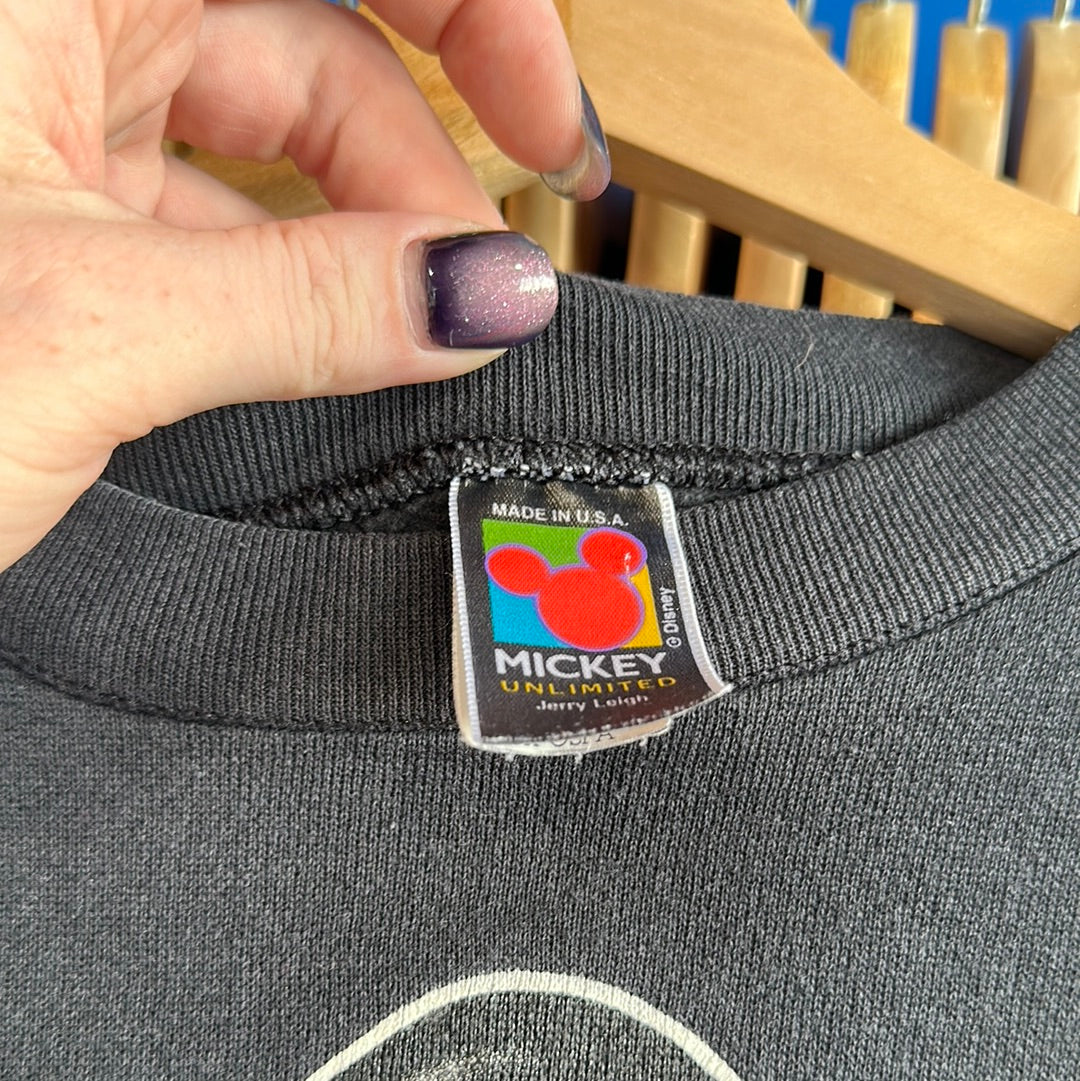 MADE IN U.S.A.
© Disney
MICKEY
UNLIMITED
Jerry Leigh